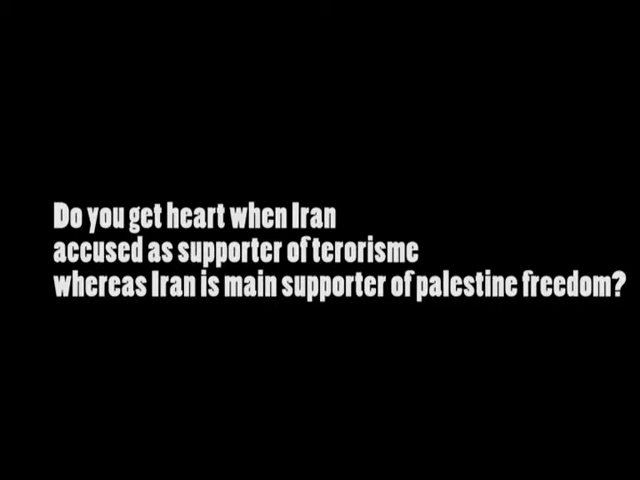 Do you get heart when Iran
accused as supporter of terorisme
whereas Iran is main supporter of palestine freedom?